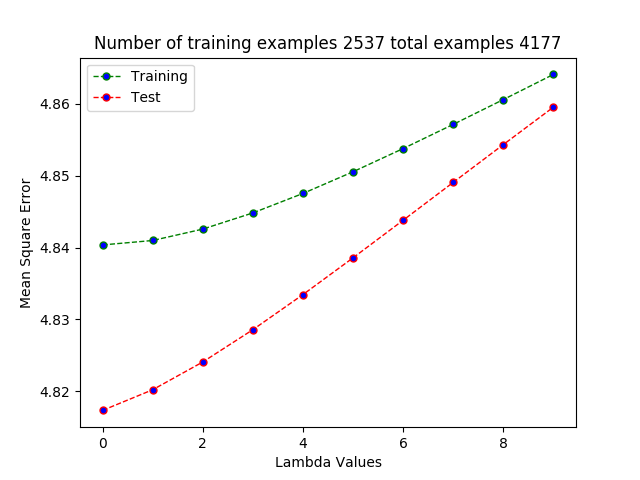 Number of training examples 2537 total examples 4177
Training
Test
4.86
4.85
4.84
4.83
4.82
Mean Square Error
0 2 4 6 8
Lambda Values